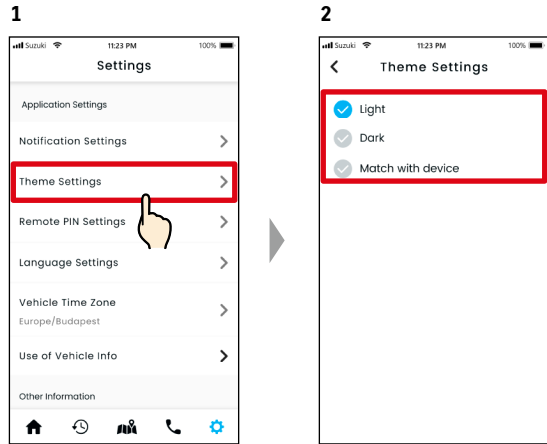 1
Suzuki 11:23 PM 100%
Settings
Application Settings
Notification Settings
Theme Settings
Remote PIN Settings
Language Settings
Vehicle Time Zone
Europe/Budapest
Use of Vehicle Info
Other Information
2
Suzuki 11:23 PM 100%
Theme Settings
Light
Dark
Match with device